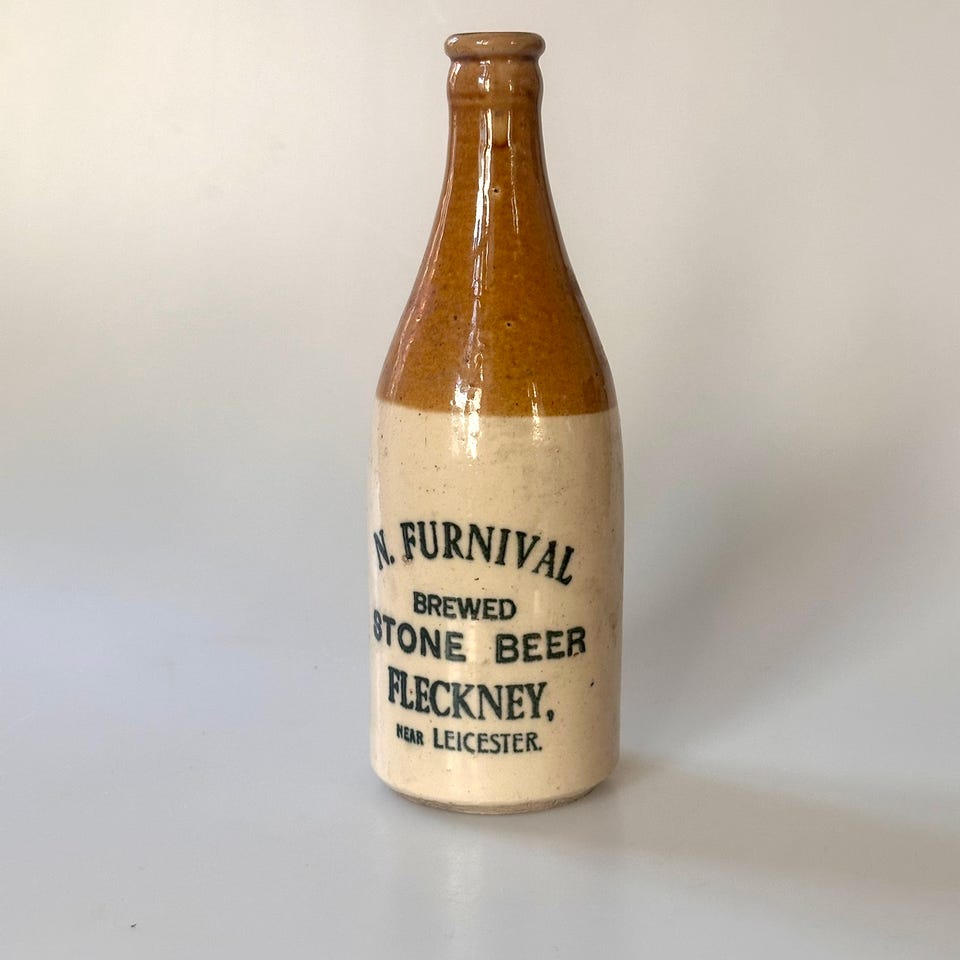 N. FURNIVAL
BREWED
STONE BEER
FLECKNEY,
NEAR LEICESTER.